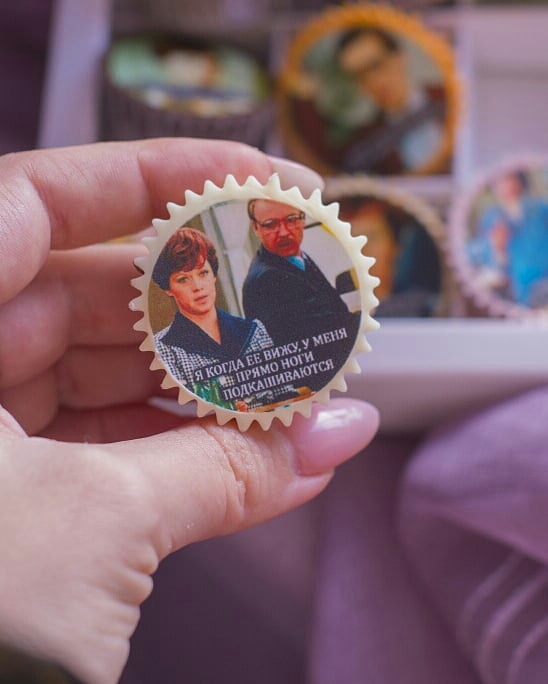 Я КОГДА ЕЕ ВИЖУ, У МЕНЯ
ПРЯМО НОГИ
ПОДКАШИВАЮТСЯ